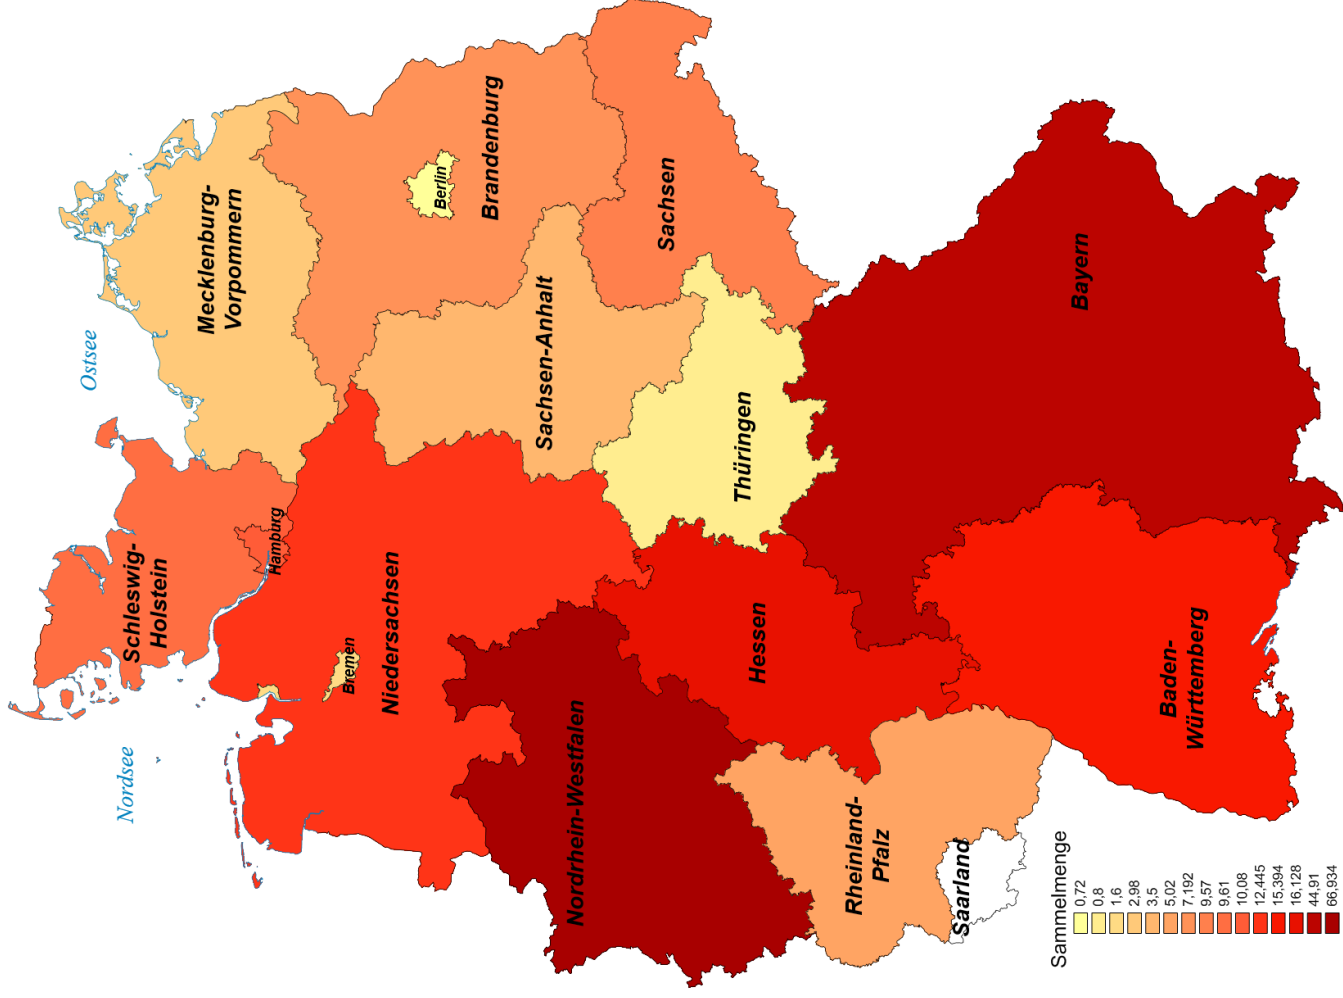 Ostsee
Nordsee
Schleswig-
Holstein
Hamburg
Mecklenburg-
Vorpommern
Bremen
Niedersachsen
Berlin
Brandenburg
Sachsen-Anhalt
Nordrhein-Westfalen
Sachsen
Thüringen
Hessen
Rheinland-
Pfalz
Saarland
Bayern
Baden-
Württemberg
Sammelmenge
0,72
0,8
1,6
2,98
3,5
5,02
7,192
9,57
9,61
10,08
12,445
15,394
16,128
44,91
66,934